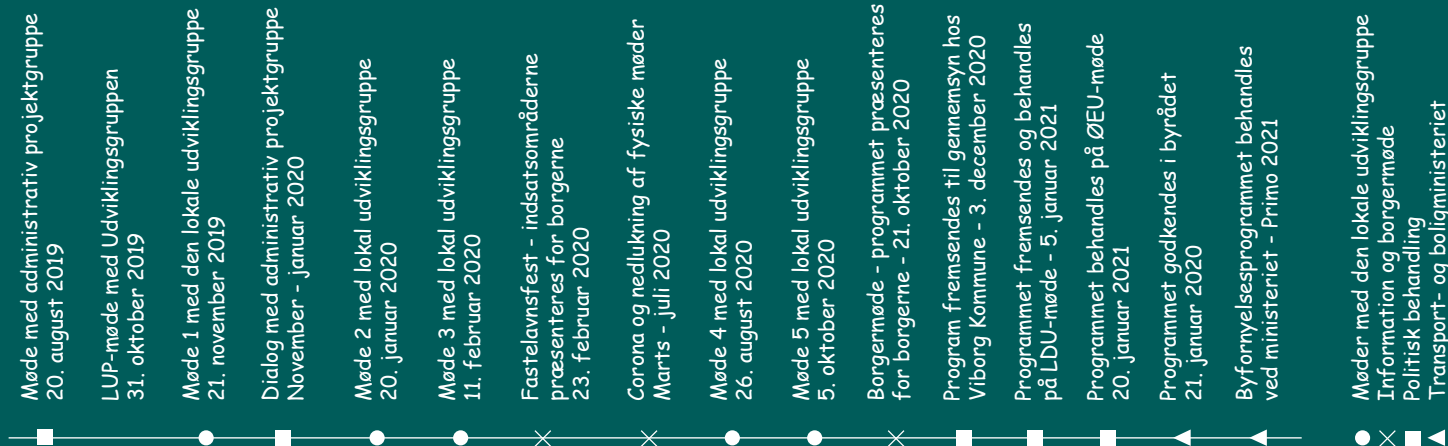 Møde med administrativ projektgruppe
20. august 2019
LUP-møde med Udviklingsgruppen
31. oktober 2019
Møde 1 med den lokale udviklingsgruppe
21. november 2019
Dialog med administrativ projektgruppe
November - januar 2020
Møde 2 med lokal udviklingsgruppe
20. januar 2020
Møde 3 med lokal udviklingsgruppe
11. februar 2020
Fastelavnsfest - indsatsområderne
præsenteres for borgerne
23. februar 2020
Corona og nedlukning af fysiske møder
Marts - juli 2020
Møde 4 med lokal udviklingsgruppe
26. august 2020
Møde 5 med lokal udviklingsgruppe
5. oktober 2020
Borgermøde - programmet præsenteres
for borgerne - 21. oktober 2020
Program fremsendes til gennemsyn hos
Viborg Kommune - 3. december 2020
Programmet fremsendes og behandles
på LDU-møde - 5. januar 2021
Programmet behandles på ØEU-møde
20. januar 2021
Programmet godkendes i byrådet
21. januar 2020
Byfornyelsesprogrammet behandles
ved ministeriet - Primo 2021
Møder med den lokale udviklingsgruppe
Information og borgermøde
Politisk behandling
Transport- og boligministeriet